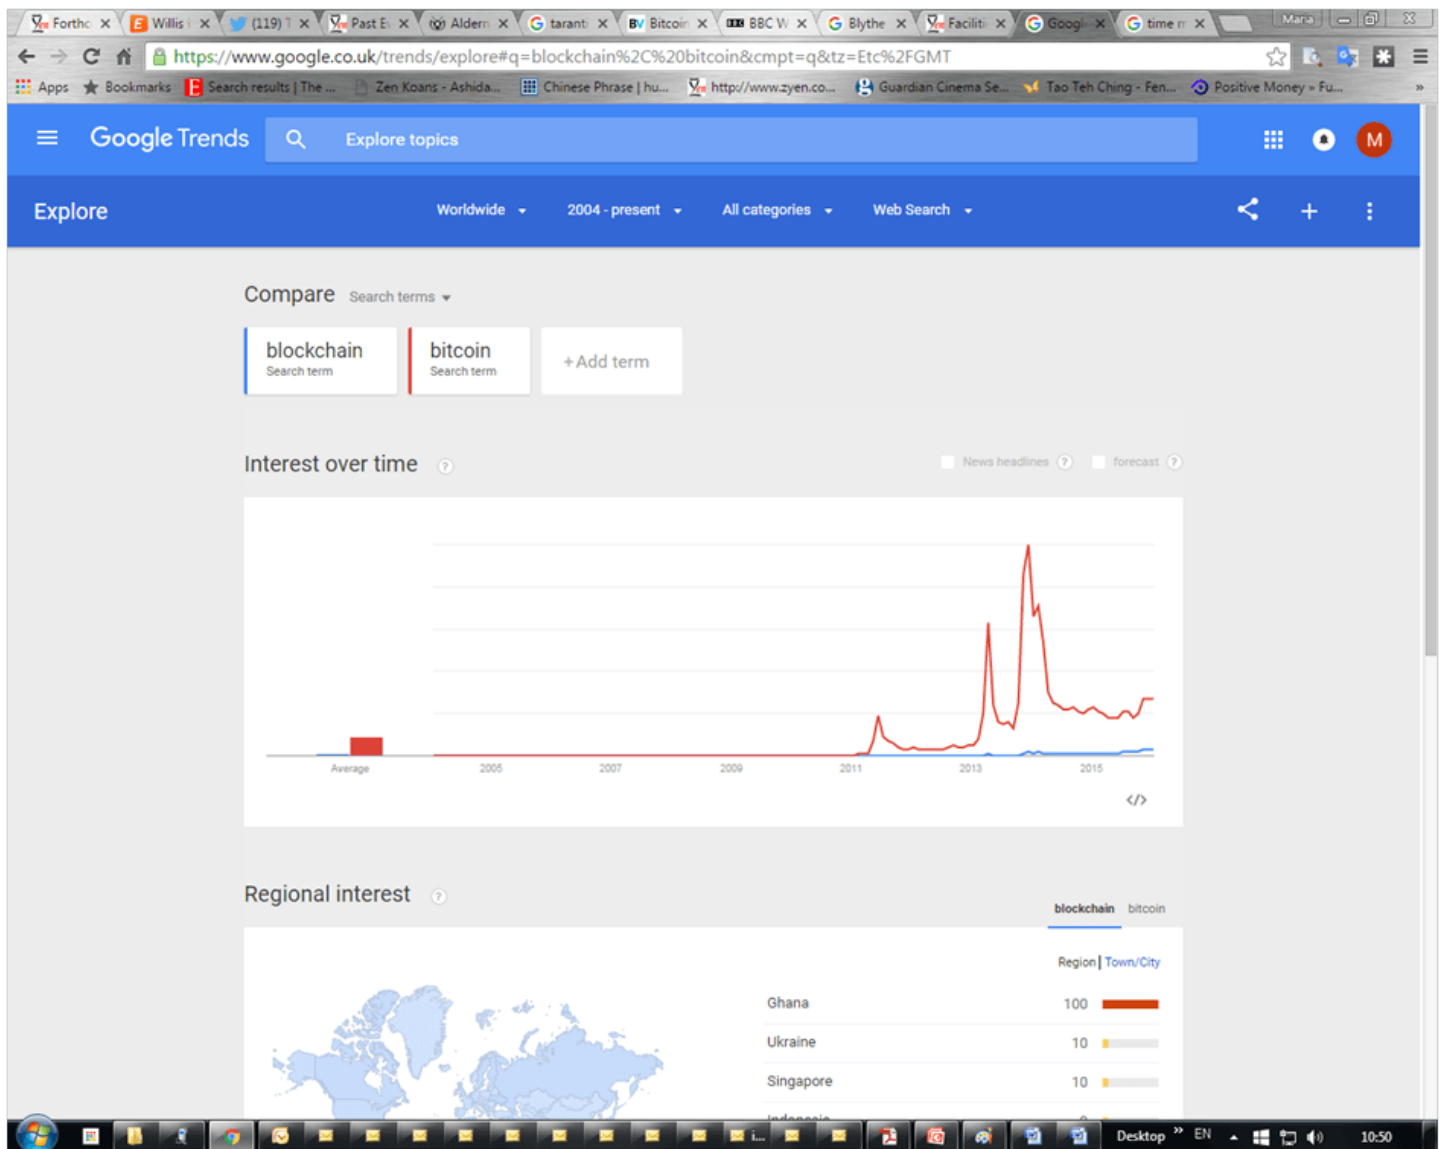 Forthc Willis (119) Past Ev Aldern taranti Bitcoin BBC W Blythe Faciliti Googl time m Maria
https://www.google.co.uk/trends/explore#q=blockchain%2C%20bitcoin&cmpt=q&tz=Etc%2FGMT
Apps Bookmarks Search results | The ... Zen Koans - Ashida... Chinese Phrase | hu... http://www.zyen.co... Guardian Cinema Se... Tao Teh Ching - Fen... Positive Money » Fu... »
Google Trends Explore topics M
Explore Worldwide 2004 - present All categories Web Search
Compare Search terms
blockchain bitcoin +Add term
Search term Search term
Interest over time ? News headlines ? forecast ?
Average 2005 2007 2009 2011 2013 2015
</>
Regional interest ?
blockchain bitcoin
Region | Town/City
Ghana 100
Ukraine 10
Singapore 10
Desktop » EN 10:50